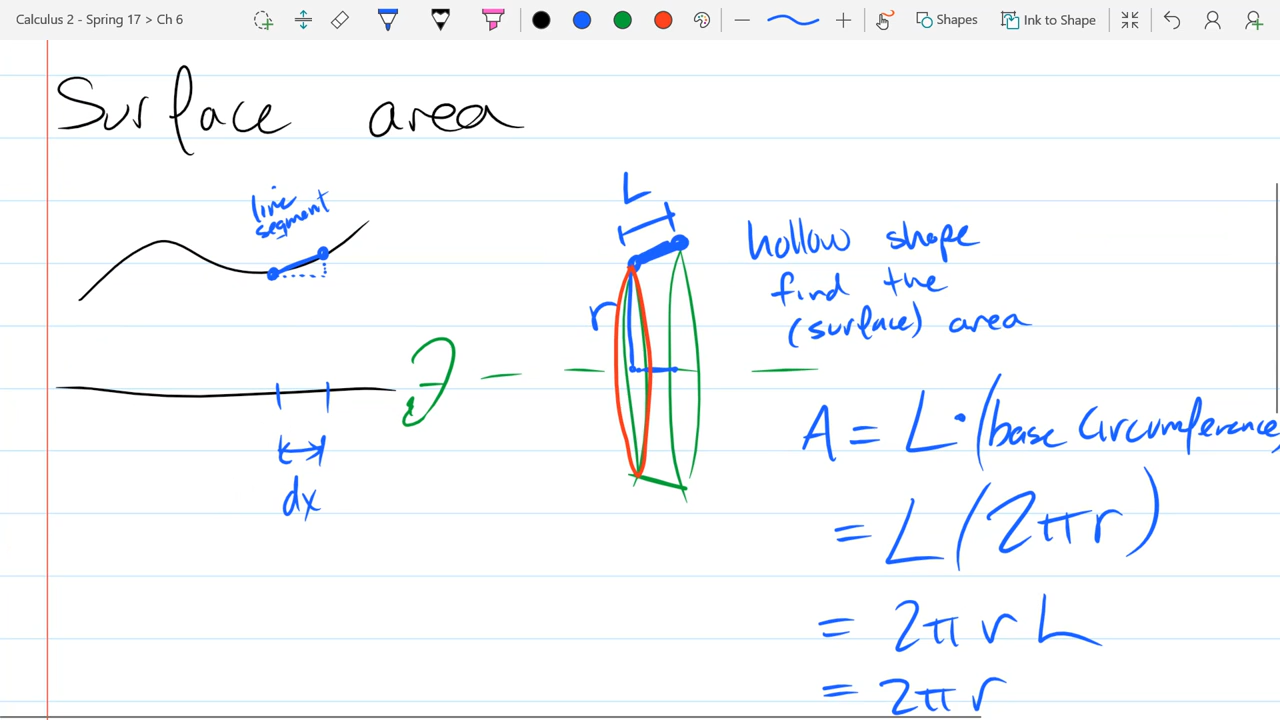 Calculus 2 - Spring 17 > Ch 6
Shapes
Ink to Shape
Surface area
line
segment
dx
L
r
hollow shape
find the
(surface) area
A = L·(base circumference)
= L(2πr)
= 2πrL
= 2πr